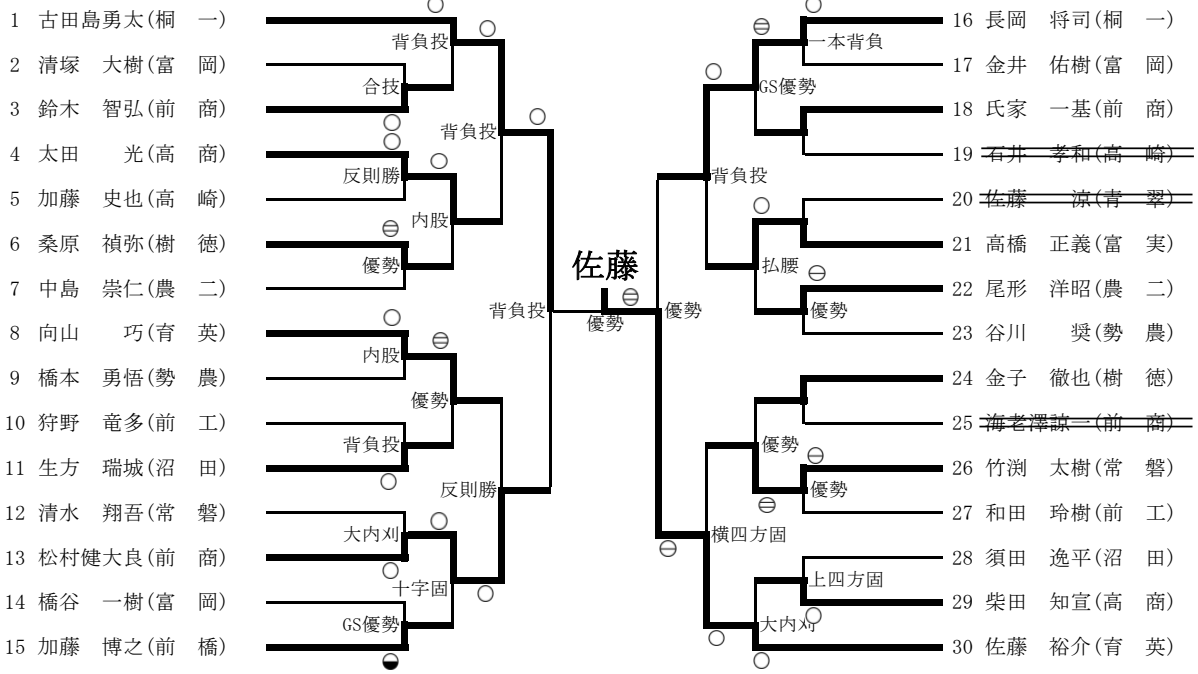 1 古田島勇太(桐　一)
2 清塚　大樹(富　岡)
3 鈴木　智弘(前　商)
4 太田　　光(高　商)
5 加藤　史也(高　崎)
6 桑原　禎弥(樹　徳)
7 中島　崇仁(農　二)
8 向山　　巧(育　英)
9 橋本　勇悟(勢　農)
10 狩野　竜多(前　工)
11 生方　瑞城(沼　田)
12 清水　翔吾(常　磐)
13 松村健大良(前　商)
14 橋谷　一樹(富　岡)
15 加藤　博之(前　橋)
背負投
合技
背負投
反則勝
内股
優勢
背負投
内股
優勢
背負投
反則勝
大内刈
十字固
GS優勢
佐藤
優勢
優勢
一本背負
GS優勢
背負投
払腰
優勢
優勢
優勢
横四方固
上四方固
大内刈
16 長岡　将司(桐　一)
17 金井　佑樹(富　岡)
18 氏家　一基(前　商)
19 石井　孝和(高　崎)
20 佐藤　　涼(青　翠)
21 高橋　正義(富　実)
22 尾形　洋昭(農　二)
23 谷川　　奨(勢　農)
24 金子　徹也(樹　徳)
25 海老澤諒一(前　商)
26 竹渕　太樹(常　磐)
27 和田　玲樹(前　工)
28 須田　逸平(沼　田)
29 柴田　知宣(高　商)
30 佐藤　裕介(育　英)